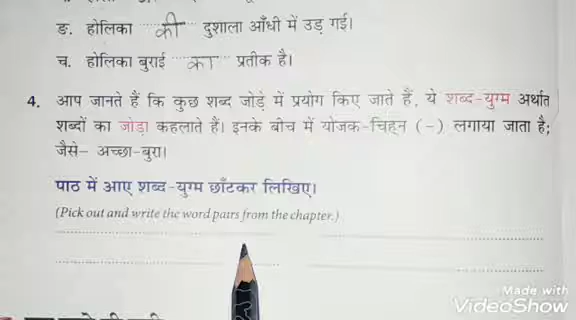 ङ. होलिका की दुशाला आँधी में उड़ गई।
च. होलिका बुराई का प्रतीक है।
4. आप जानते हैं कि कुछ शब्द जोड़े में प्रयोग किए जाते हैं, ये शब्द-युग्म अर्थात
शब्दों का जोड़ा कहलाते हैं। इनके बीच में योजक-चिह्न (-) लगाया जाता है;
जैसे- अच्छा-बुरा।
पाठ में आए शब्द-युग्म छाँटकर लिखिए।
(Pick out and write the word pairs from the chapter.)
Made with
VideoShow